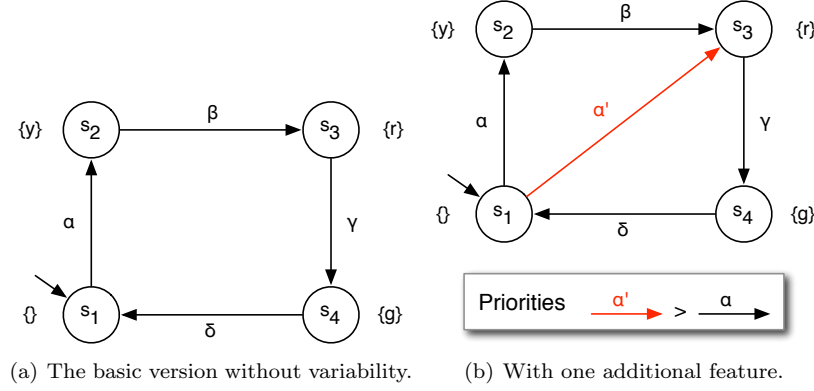 {y}
s2
β
s3
{r}
α
γ
{}
s1
δ
s4
{g}
(a) The basic version without variability.
{y}
s2
β
s3
{r}
α
α'
γ
{}
s1
δ
s4
{g}
Priorities α' > α
(b) With one additional feature.